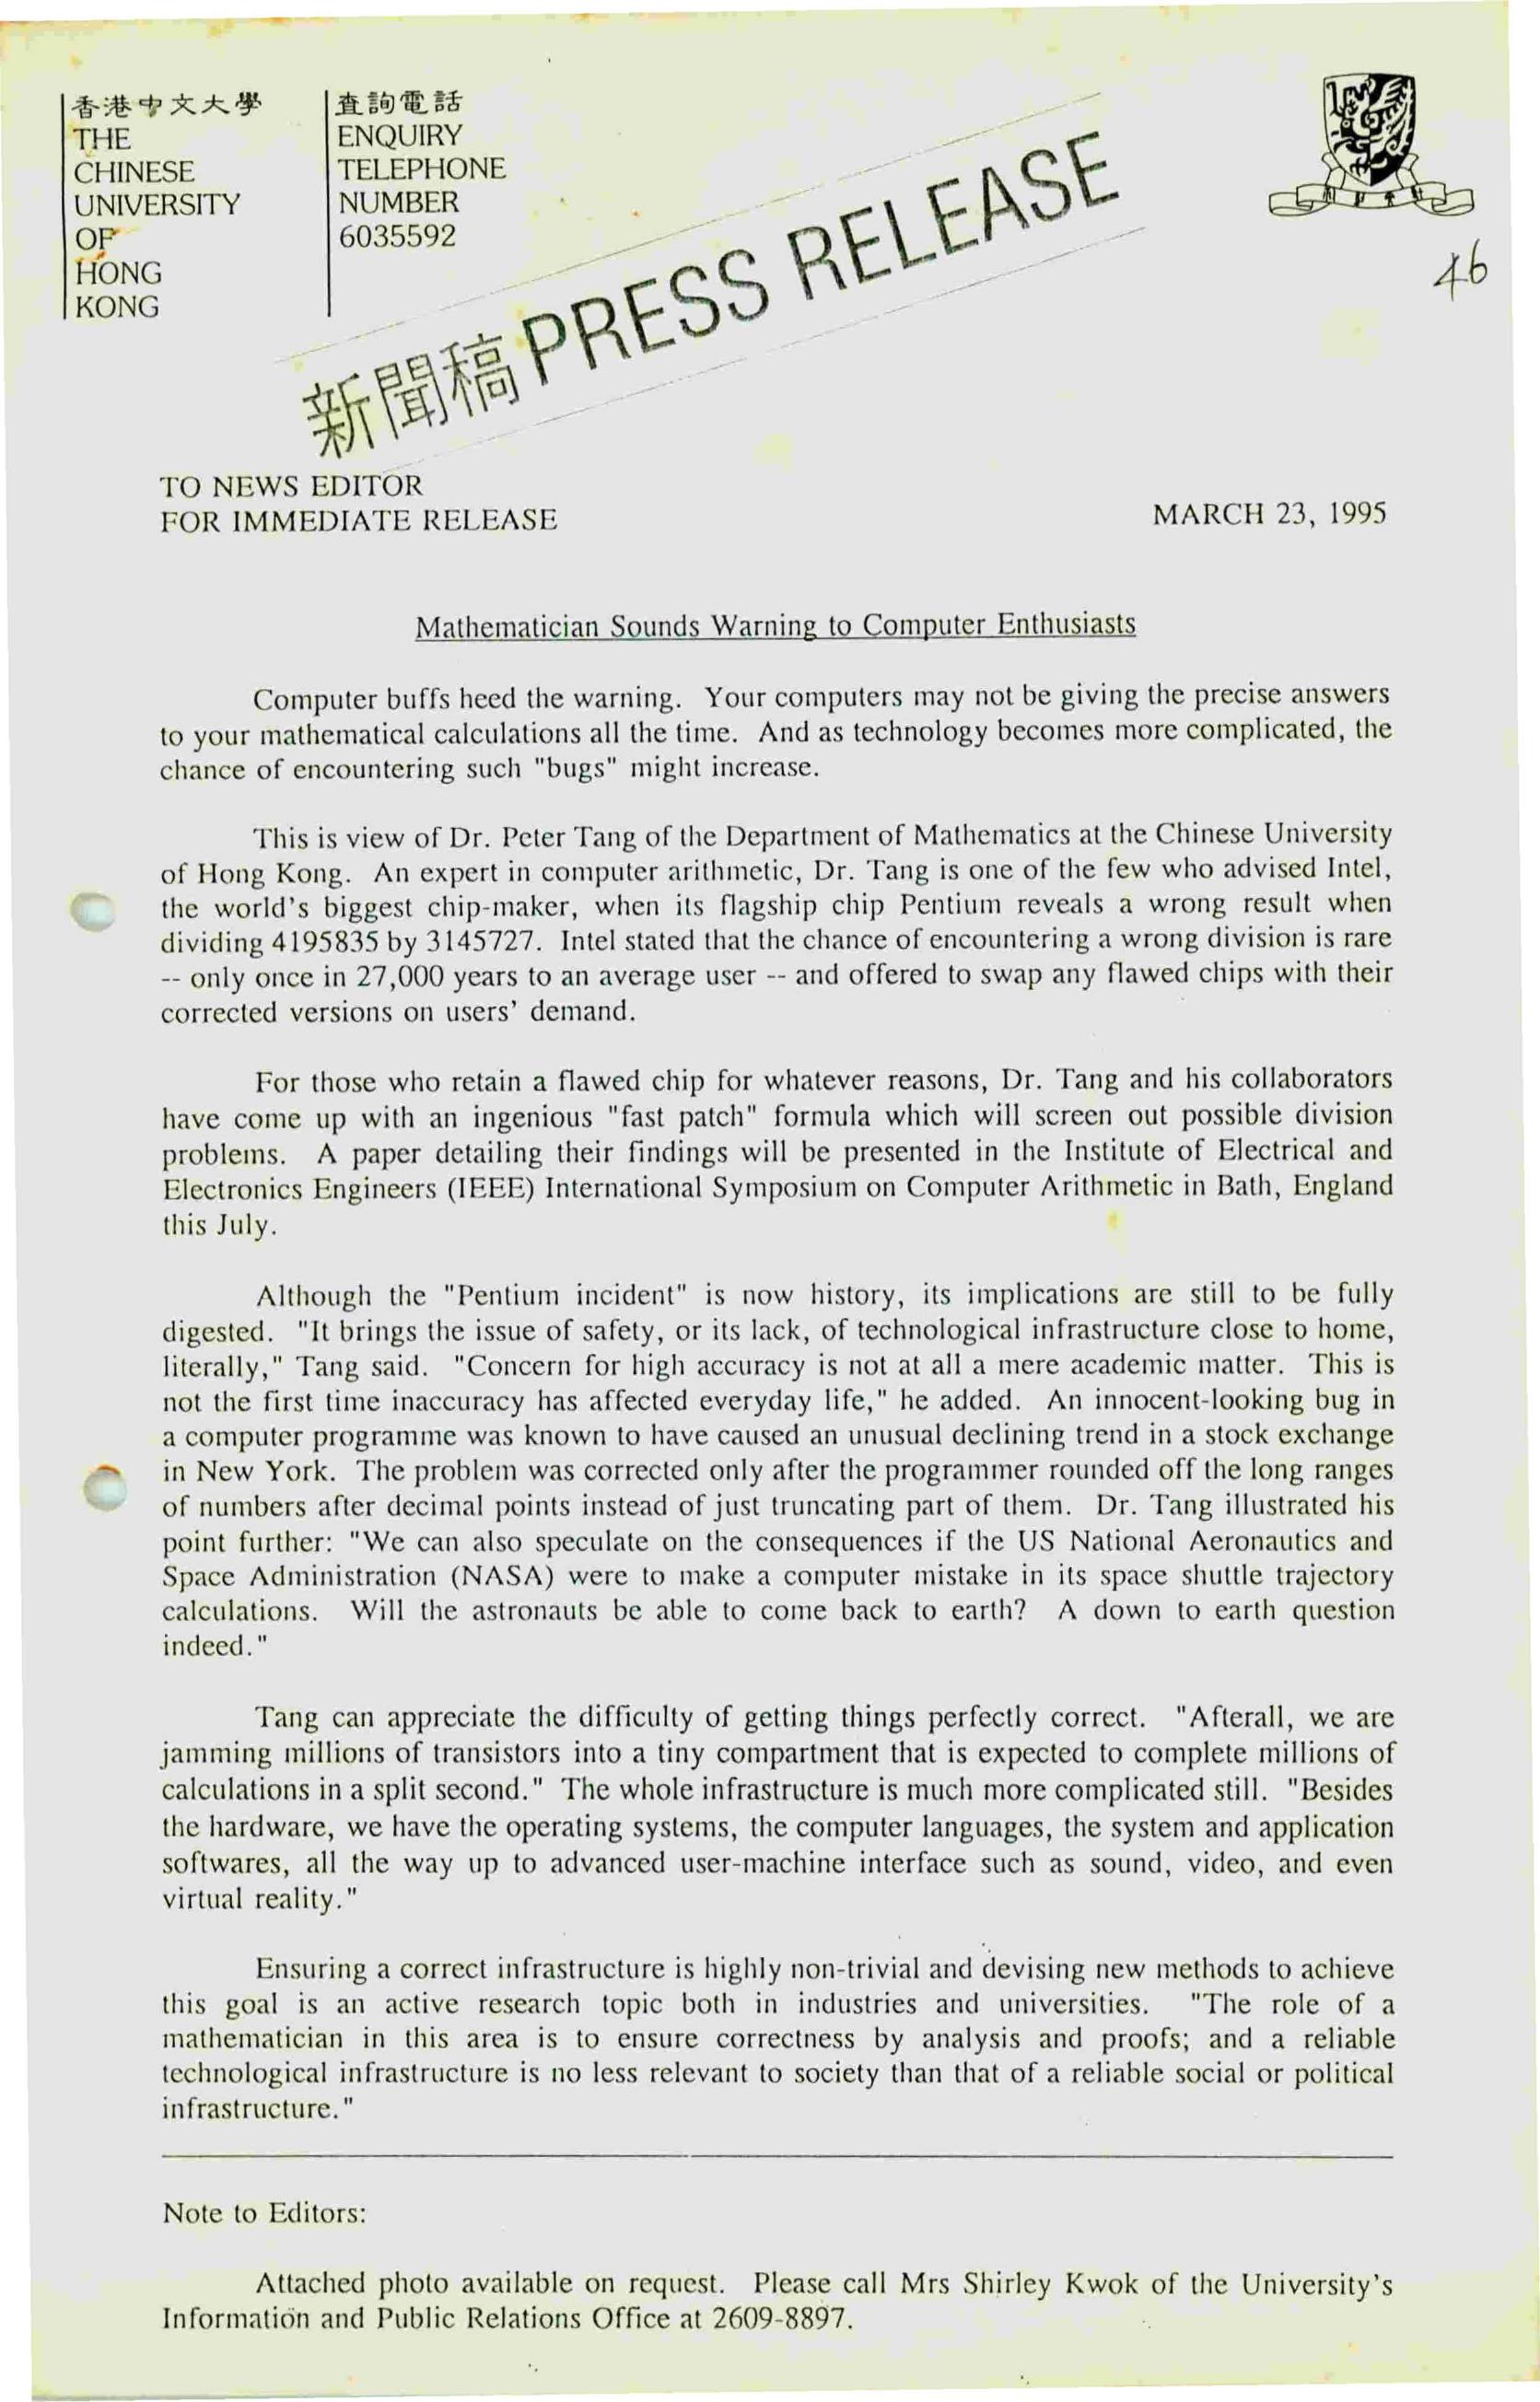 香港中文大學
THE
CHINESE
UNIVERSITY
OF
HONG
KONG
查詢電話
ENQUIRY
TELEPHONE
NUMBER
6035592
新聞稿 PRESS RELEASE
46
TO NEWS EDITOR
FOR IMMEDIATE RELEASE
MARCH 23, 1995
Mathematician Sounds Warning to Computer Enthusiasts
Computer buffs heed the warning. Your computers may not be giving the precise answers
to your mathematical calculations all the time. And as technology becomes more complicated, the
chance of encountering such "bugs" might increase.
This is view of Dr. Peter Tang of the Department of Mathematics at the Chinese University
of Hong Kong. An expert in computer arithmetic, Dr. Tang is one of the few who advised Intel,
the world's biggest chip-maker, when its flagship chip Pentium reveals a wrong result when
dividing 4195835 by 3145727. Intel stated that the chance of encountering a wrong division is rare
-- only once in 27,000 years to an average user -- and offered to swap any flawed chips with their
corrected versions on users' demand.
For those who retain a flawed chip for whatever reasons, Dr. Tang and his collaborators
have come up with an ingenious "fast patch" formula which will screen out possible division
problems. A paper detailing their findings will be presented in the Institute of Electrical and
Electronics Engineers (IEEE) International Symposium on Computer Arithmetic in Bath, England
this July.
Although the "Pentium incident" is now history, its implications are still to be fully
digested. "It brings the issue of safety, or its lack, of technological infrastructure close to home,
literally," Tang said. "Concern for high accuracy is not at all a mere academic matter. This is
not the first time inaccuracy has affected everyday life," he added. An innocent-looking bug in
a computer programme was known to have caused an unusual declining trend in a stock exchange
in New York. The problem was corrected only after the programmer rounded off the long ranges
of numbers after decimal points instead of just truncating part of them. Dr. Tang illustrated his
point further: "We can also speculate on the consequences if the US National Aeronautics and
Space Administration (NASA) were to make a computer mistake in its space shuttle trajectory
calculations. Will the astronauts be able to come back to earth? A down to earth question
indeed."
Tang can appreciate the difficulty of getting things perfectly correct. "Afterall, we are
jamming millions of transistors into a tiny compartment that is expected to complete millions of
calculations in a split second." The whole infrastructure is much more complicated still. "Besides
the hardware, we have the operating systems, the computer languages, the system and application
softwares, all the way up to advanced user-machine interface such as sound, video, and even
virtual reality."
Ensuring a correct infrastructure is highly non-trivial and devising new methods to achieve
this goal is an active research topic both in industries and universities. "The role of a
mathematician in this area is to ensure correctness by analysis and proofs; and a reliable
technological infrastructure is no less relevant to society than that of a reliable social or political
infrastructure."
Note to Editors:
Attached photo available on request. Please call Mrs Shirley Kwok of the University's
Information and Public Relations Office at 2609-8897.